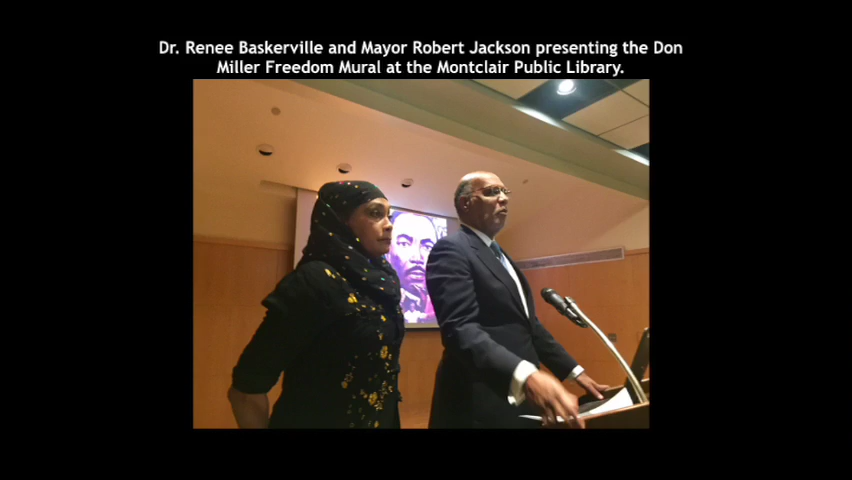 Dr. Renee Baskerville and Mayor Robert Jackson presenting the Don
Miller Freedom Mural at the Montclair Public Library.